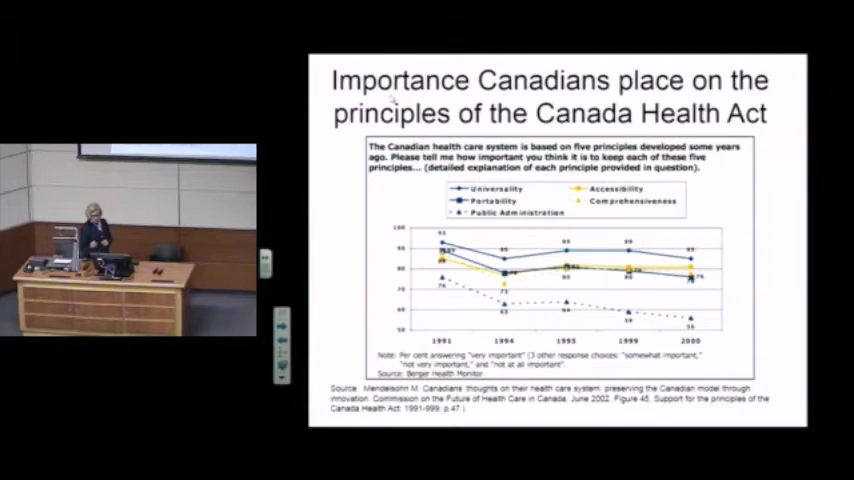 Importance Canadians place on the
principles of the Canada Health Act
The Canadian health care system is based on five principles developed some years
ago. Please tell me how important you think it is to keep each of these five
principles... (detailed explanation of each principle provided in question).
Universality
Accessibility
Portability
Comprehensiveness
Public Administration
100
90
80
70
60
50
93
85
89
89
85
76
73
63
64
59
56
76
80
80
1991
1994
1995
1999
2000
Note: Per cent answering "very important" (3 other response choices: "somewhat important,"
"not very important," and "not at all important".
Source: Berger Health Monitor.
Source: Mendelsohn M. Canadians' thoughts on their health care system: preserving the Canadian model through
innovation. Commission on the Future of Health Care in Canada. June 2002. Figure 45, Support for the principles of the
Canada Health Act: 1991-999: p.47.)